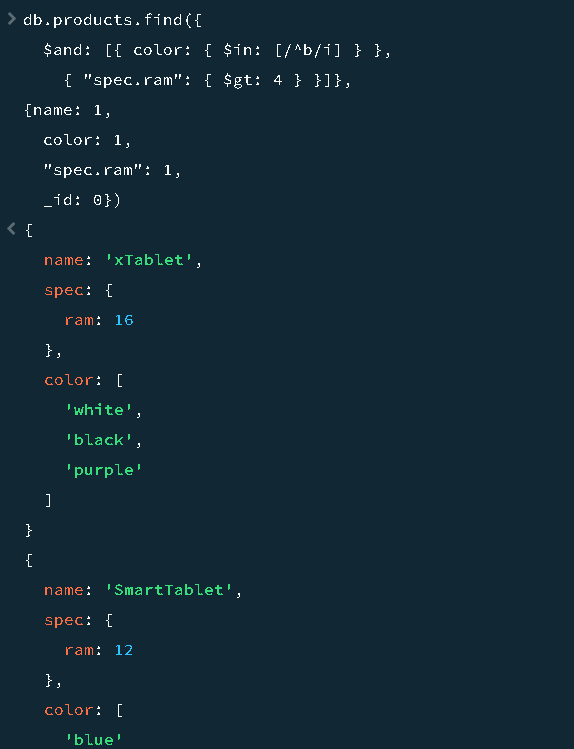 > db.products.find({
$and: [{ color: { $in: [/^b/i] } },
{ "spec.ram": { $gt: 4 } }]},
{name: 1,
color: 1,
"spec.ram": 1,
_id: 0})
< {
name: 'xTablet',
spec: {
ram: 16
},
color: [
'white',
'black',
'purple'
]
}
{
name: 'SmartTablet',
spec: {
ram: 12
},
color: [
'blue'